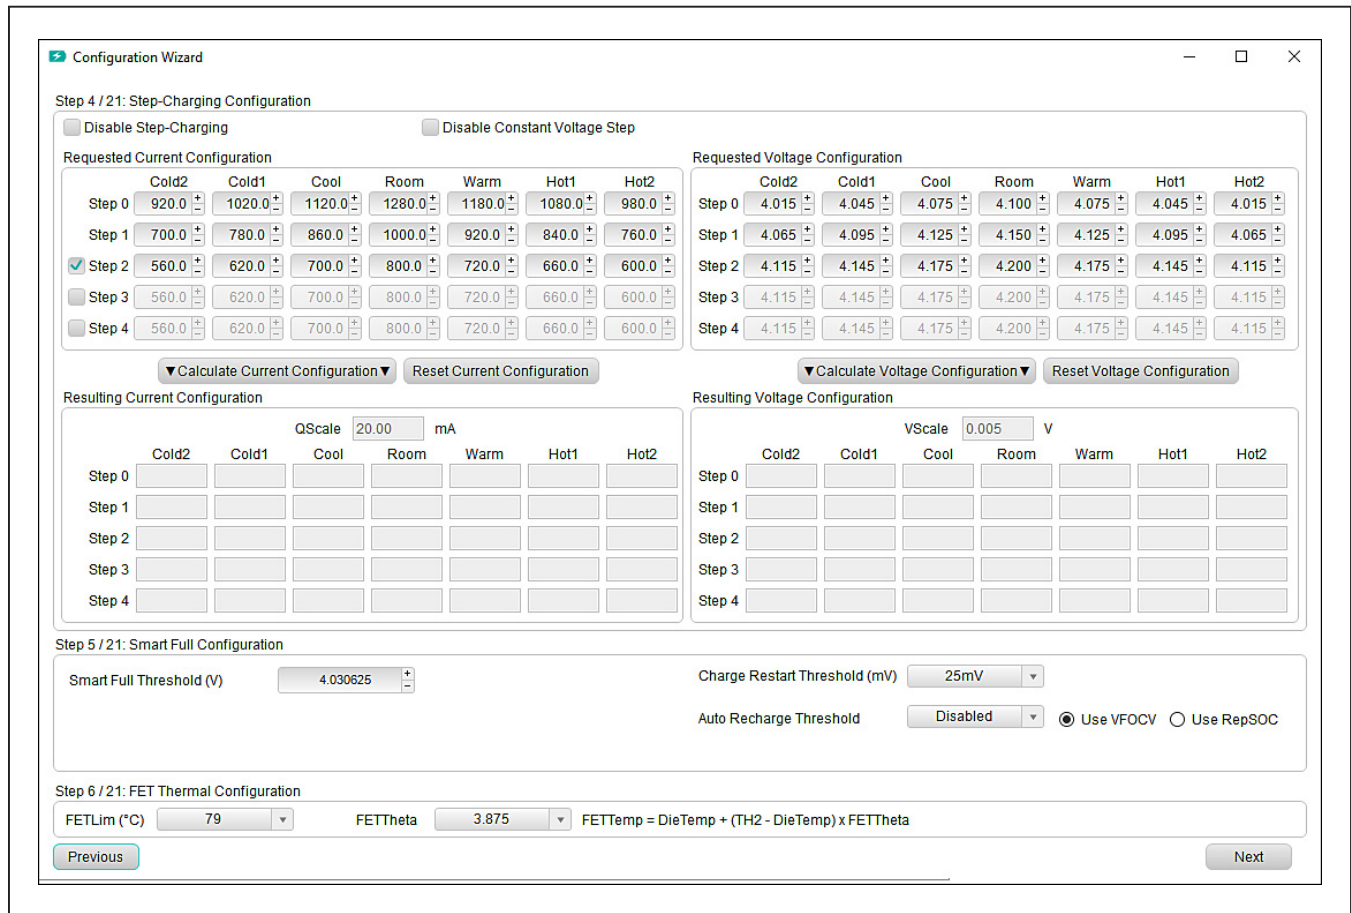 Configuration Wizard
Step 4 / 21: Step-Charging Configuration
Disable Step-Charging Disable Constant Voltage Step
Requested Current Configuration
Cold2 Cold1 Cool Room Warm Hot1 Hot2
Step 0 920.0 1020.0 1120.0 1280.0 1180.0 1080.0 980.0
Step 1 700.0 780.0 860.0 1000.0 920.0 840.0 760.0
Step 2 560.0 620.0 700.0 800.0 720.0 660.0 600.0
Step 3 560.0 620.0 700.0 800.0 720.0 660.0 600.0
Step 4 560.0 620.0 700.0 800.0 720.0 660.0 600.0
▼Calculate Current Configuration▼ Reset Current Configuration
Requested Voltage Configuration
Cold2 Cold1 Cool Room Warm Hot1 Hot2
Step 0 4.015 4.045 4.075 4.100 4.075 4.045 4.015
Step 1 4.065 4.095 4.125 4.150 4.125 4.095 4.065
Step 2 4.115 4.145 4.175 4.200 4.175 4.145 4.115
Step 3 4.115 4.145 4.175 4.200 4.175 4.145 4.115
Step 4 4.115 4.145 4.175 4.200 4.175 4.145 4.115
▼Calculate Voltage Configuration▼ Reset Voltage Configuration
Resulting Current Configuration
QScale 20.00 mA
Cold2 Cold1 Cool Room Warm Hot1 Hot2
Step 0
Step 1
Step 2
Step 3
Step 4
Resulting Voltage Configuration
VScale 0.005 V
Cold2 Cold1 Cool Room Warm Hot1 Hot2
Step 0
Step 1
Step 2
Step 3
Step 4
Step 5 / 21: Smart Full Configuration
Smart Full Threshold (V) 4.030625
Charge Restart Threshold (mV) 25mV
Auto Recharge Threshold Disabled Use VFOCV Use RepSOC
Step 6 / 21: FET Thermal Configuration
FETLim (°C) 79 FETTheta 3.875 FETTemp = DieTemp + (TH2 - DieTemp) x FETTheta
Previous Next